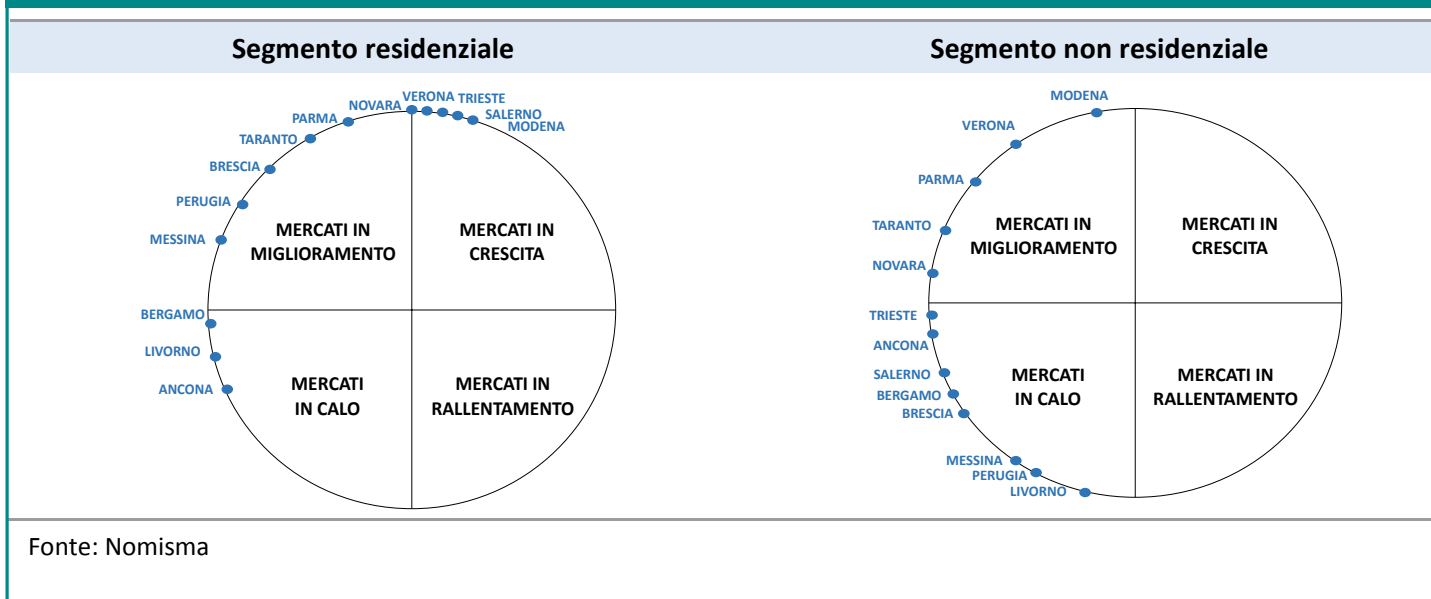 Segmento residenziale
Segmento non residenziale
VERONA
TRIESTE
NOVARA
SALERNO
MODENA
PARMA
TARANTO
BRESCIA
PERUGIA
MESSINA
MERCATI IN
MIGLIORAMENTO
MERCATI IN
CRESCITA
BERGAMO
LIVORNO
ANCONA
MERCATI
IN CALO
MERCATI IN
RALLENTAMENTO
MODENA
VERONA
PARMA
TARANTO
NOVARA
MERCATI IN
MIGLIORAMENTO
MERCATI IN
CRESCITA
TRIESTE
ANCONA
SALERNO
BERGAMO
BRESCIA
MERCATI
IN CALO
MERCATI IN
RALLENTAMENTO
MESSINA
PERUGIA
LIVORNO
Fonte: Nomisma